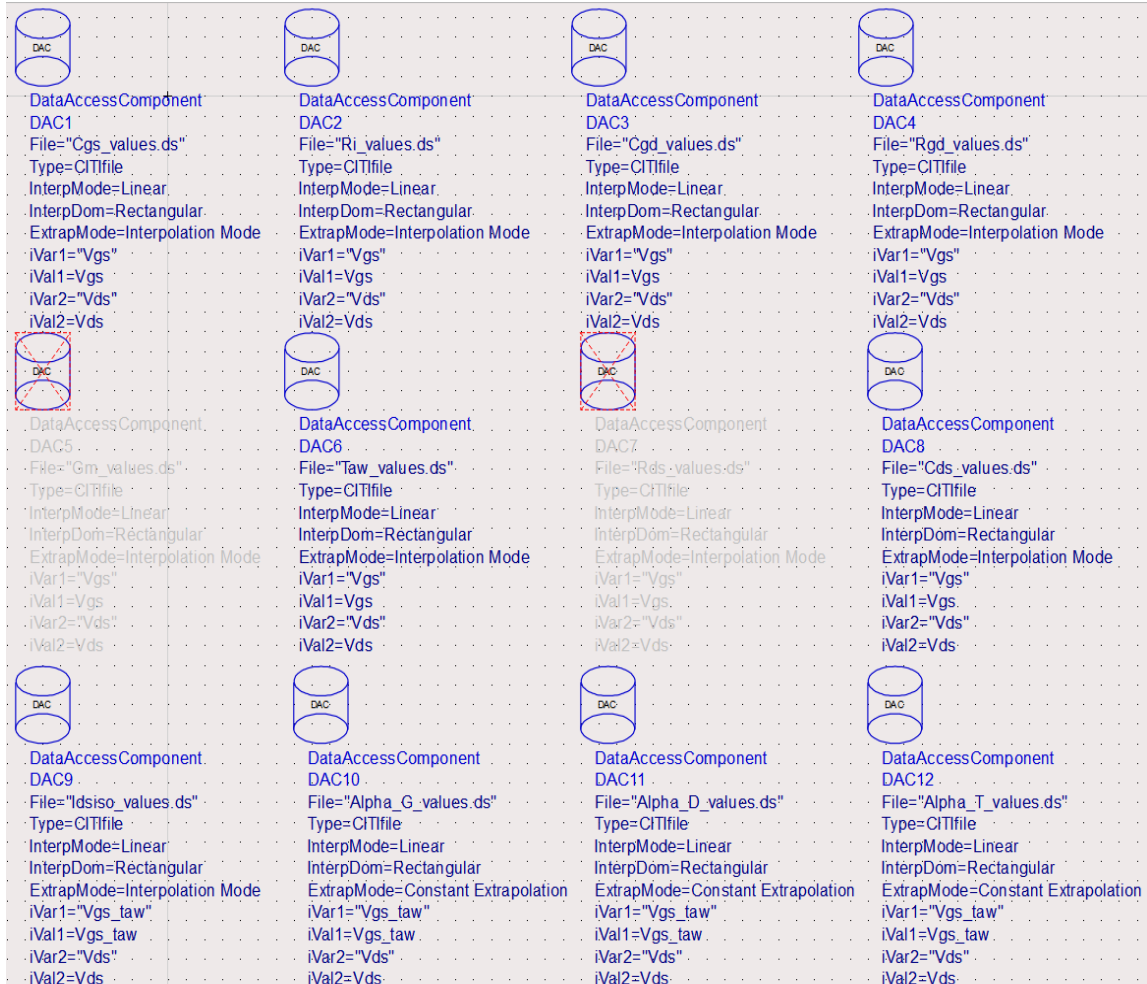 DAC
DataAccessComponent
DAC1
File="Cgs_values.ds"
Type=CITIfile
InterpMode=Linear
InterpDom=Rectangular
ExtrapMode=Interpolation Mode
iVar1="Vgs"
iVal1=Vgs
iVar2="Vds"
iVal2=Vds
DAC
DataAccessComponent
DAC2
File="Ri_values.ds"
Type=CITIfile
InterpMode=Linear
InterpDom=Rectangular
ExtrapMode=Interpolation Mode
iVar1="Vgs"
iVal1=Vgs
iVar2="Vds"
iVal2=Vds
DAC
DataAccessComponent
DAC3
File="Cgd_values.ds"
Type=CITIfile
InterpMode=Linear
InterpDom=Rectangular
ExtrapMode=Interpolation Mode
iVar1="Vgs"
iVal1=Vgs
iVar2="Vds"
iVal2=Vds
DAC
DataAccessComponent
DAC4
File="Rgd_values.ds"
Type=CITIfile
InterpMode=Linear
InterpDom=Rectangular
ExtrapMode=Interpolation Mode
iVar1="Vgs"
iVal1=Vgs
iVar2="Vds"
iVal2=Vds
DAC
DataAccessComponent
DAC5
File="Gm_values.ds"
Type=CITIfile
InterpMode=Linear
InterpDom=Rectangular
ExtrapMode=Interpolation Mode
iVar1="Vgs"
iVal1=Vgs
iVar2="Vds"
iVal2=Vds
DAC
DataAccessComponent
DAC6
File="Taw_values.ds"
Type=CITIfile
InterpMode=Linear
InterpDom=Rectangular
ExtrapMode=Interpolation Mode
iVar1="Vgs"
iVal1=Vgs
iVar2="Vds"
iVal2=Vds
DAC
DataAccessComponent
DAC7
File="Rds_values.ds"
Type=CITIfile
InterpMode=Linear
InterpDom=Rectangular
ExtrapMode=Interpolation Mode
iVar1="Vgs"
iVal1=Vgs
iVar2="Vds"
iVal2=Vds
DAC
DataAccessComponent
DAC8
File="Cds_values.ds"
Type=CITIfile
InterpMode=Linear
InterpDom=Rectangular
ExtrapMode=Interpolation Mode
iVar1="Vgs"
iVal1=Vgs
iVar2="Vds"
iVal2=Vds
DAC
DataAccessComponent
DAC9
File="Idsiso_values.ds"
Type=CITIfile
InterpMode=Linear
InterpDom=Rectangular
ExtrapMode=Interpolation Mode
iVar1="Vgs_taw"
iVal1=Vgs_taw
iVar2="Vds"
iVal2=Vds
DAC
DataAccessComponent
DAC10
File="Alpha_G_values.ds"
Type=CITIfile
InterpMode=Linear
InterpDom=Rectangular
ExtrapMode=Constant Extrapolation
iVar1="Vgs_taw"
iVal1=Vgs_taw
iVar2="Vds"
iVal2=Vds
DAC
DataAccessComponent
DAC11
File="Alpha_D_values.ds"
Type=CITIfile
InterpMode=Linear
InterpDom=Rectangular
ExtrapMode=Constant Extrapolation
iVar1="Vgs_taw"
iVal1=Vgs_taw
iVar2="Vds"
iVal2=Vds
DAC
DataAccessComponent
DAC12
File="Alpha_T_values.ds"
Type=CITIfile
InterpMode=Linear
InterpDom=Rectangular
ExtrapMode=Constant Extrapolation
iVar1="Vgs_taw"
iVal1=Vgs_taw
iVar2="Vds"
iVal2=Vds